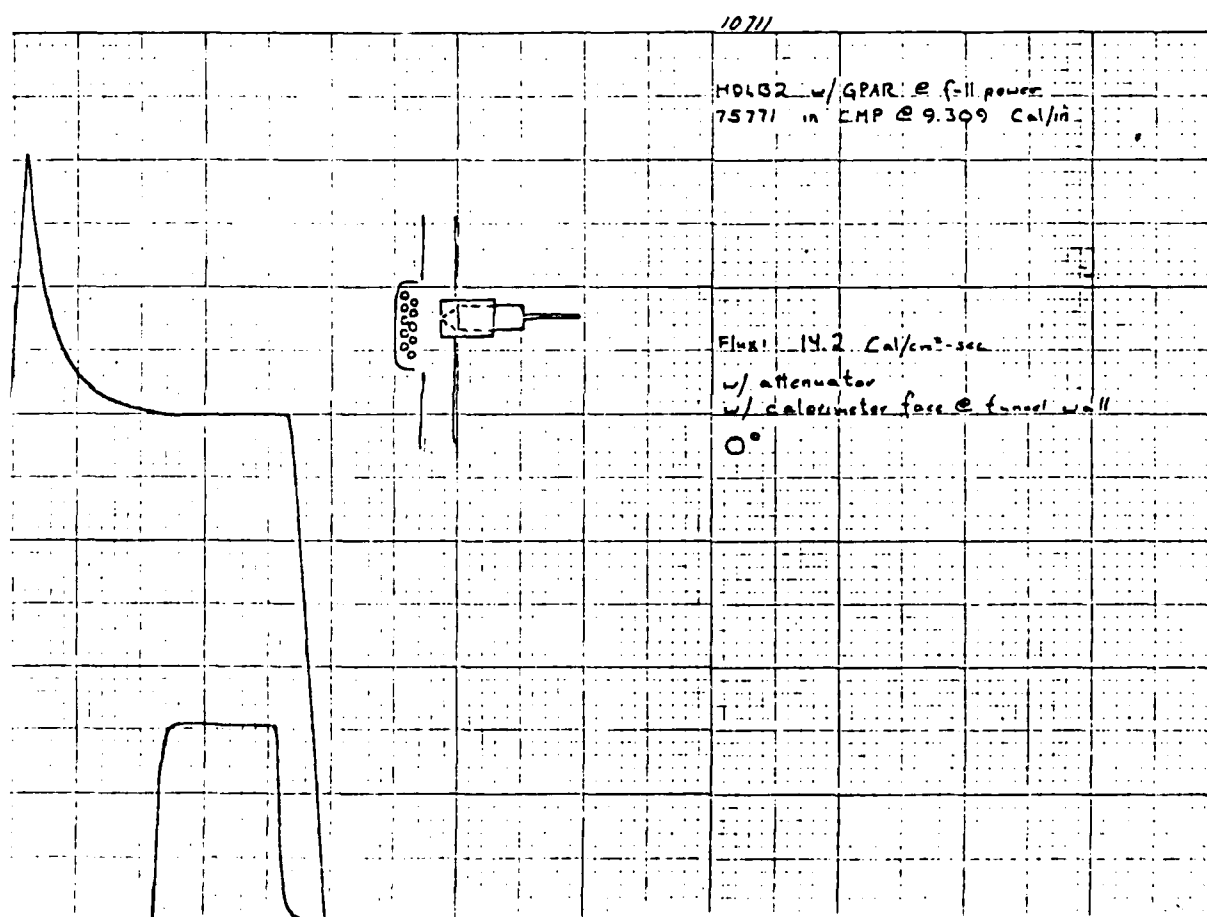 10711
HDLB2 w/ GPAR @ full power
75771 in CMP @ 9.309 Cal/in
Flux: 14.2 Cal/cm²-sec
w/ attenuator
w/ calorimeter face @ tunnel wall
0°